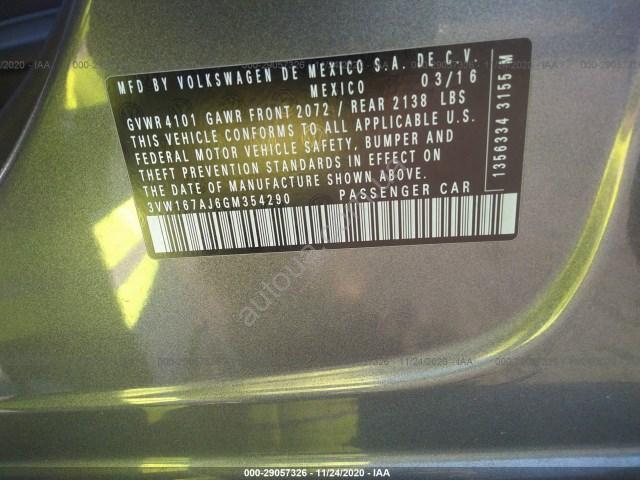 MFD BY VOLKSWAGEN DE MEXICO S.A. DE C.V.
MEXICO 03/16
GVWR 4101 GAWR FRONT 2072 / REAR 2138 LBS
THIS VEHICLE CONFORMS TO ALL APPLICABLE U.S.
FEDERAL MOTOR VEHICLE SAFETY, BUMPER AND
THEFT PREVENTION STANDARDS IN EFFECT ON
THE DATE OF MANUFACTURE SHOWN ABOVE.
3VW167AJ6GM354290 PASSENGER CAR
1356334 3155 M
000-29057326 - 11/24/2020 - IAA